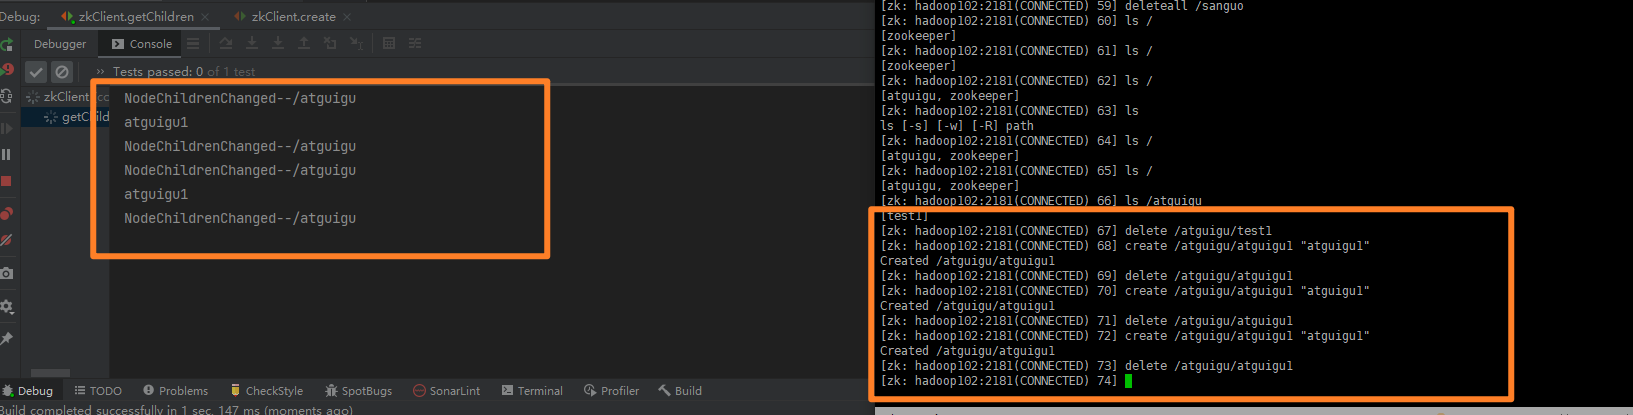 Debug: zkClient.getChildren × zkClient.create ×
Debugger Console
» Tests passed: 0 of 1 test
zkClient
getChild
NodeChildrenChanged--/atguigu
atguigu1
NodeChildrenChanged--/atguigu
NodeChildrenChanged--/atguigu
atguigu1
NodeChildrenChanged--/atguigu
Debug TODO Problems CheckStyle SpotBugs SonarLint Terminal Profiler Build
Build completed successfully in 1 sec, 147 ms (moments ago)
[zk: hadoop102:2181(CONNECTED) 59] deleteall /sanguo
[zk: hadoop102:2181(CONNECTED) 60] ls /
[zookeeper]
[zk: hadoop102:2181(CONNECTED) 61] ls /
[zookeeper]
[zk: hadoop102:2181(CONNECTED) 62] ls /
[atguigu, zookeeper]
[zk: hadoop102:2181(CONNECTED) 63] ls
ls [-s] [-w] [-R] path
[zk: hadoop102:2181(CONNECTED) 64] ls /
[atguigu, zookeeper]
[zk: hadoop102:2181(CONNECTED) 65] ls /
[atguigu, zookeeper]
[zk: hadoop102:2181(CONNECTED) 66] ls /atguigu
[test1]
[zk: hadoop102:2181(CONNECTED) 67] delete /atguigu/test1
[zk: hadoop102:2181(CONNECTED) 68] create /atguigu/atguigu1 "atguigu1"
Created /atguigu/atguigu1
[zk: hadoop102:2181(CONNECTED) 69] delete /atguigu/atguigu1
[zk: hadoop102:2181(CONNECTED) 70] create /atguigu/atguigu1 "atguigu1"
Created /atguigu/atguigu1
[zk: hadoop102:2181(CONNECTED) 71] delete /atguigu/atguigu1
[zk: hadoop102:2181(CONNECTED) 72] create /atguigu/atguigu1 "atguigu1"
Created /atguigu/atguigu1
[zk: hadoop102:2181(CONNECTED) 73] delete /atguigu/atguigu1
[zk: hadoop102:2181(CONNECTED) 74]